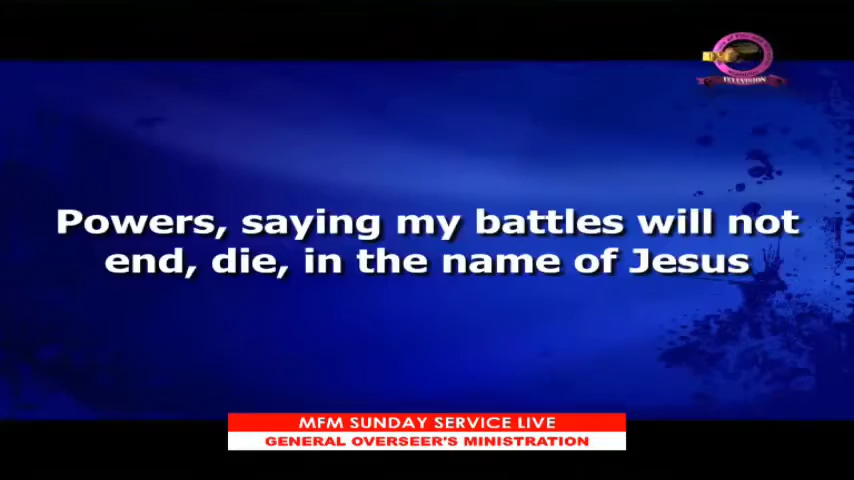 TELEVISION
Powers, saying my battles will not
end, die, in the name of Jesus
MFM SUNDAY SERVICE LIVE
GENERAL OVERSEER'S MINISTRATION